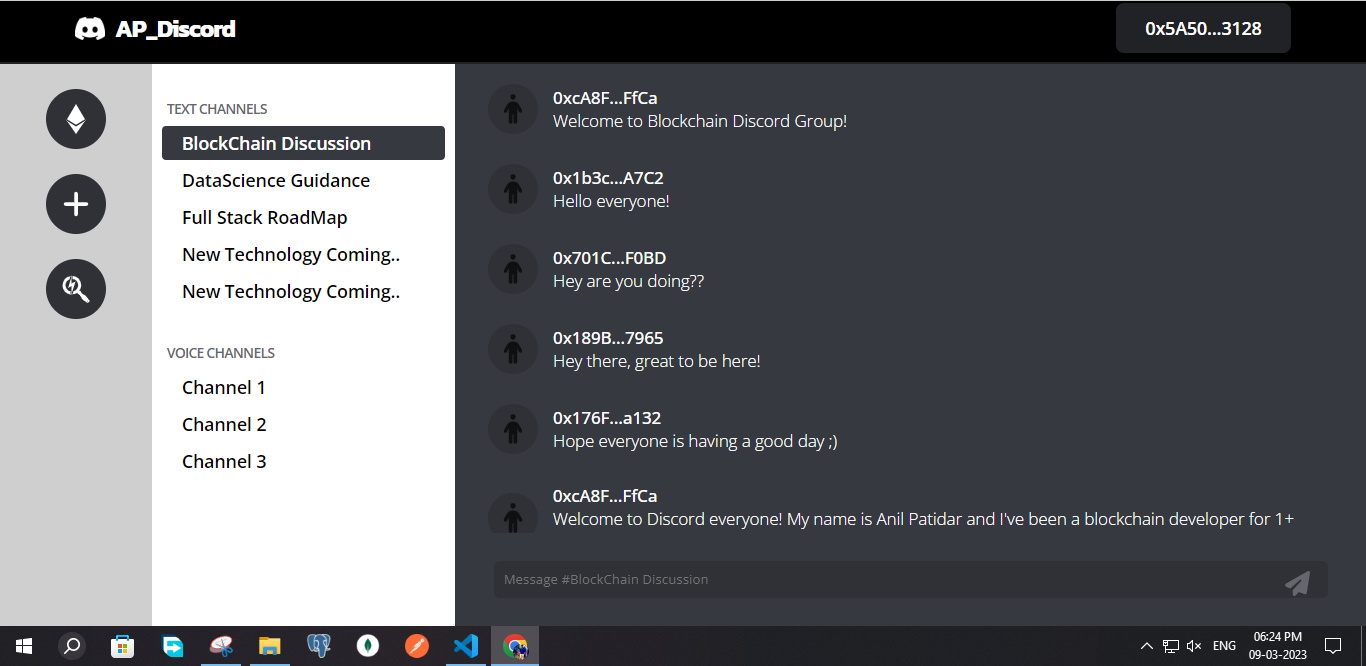 AP_Discord
0x5A50...3128
TEXT CHANNELS
BlockChain Discussion
DataScience Guidance
Full Stack RoadMap
New Technology Coming..
New Technology Coming..
VOICE CHANNELS
Channel 1
Channel 2
Channel 3
0xcA8F...FfCa
Welcome to Blockchain Discord Group!
0x1b3c...A7C2
Hello everyone!
0x701C...F0BD
Hey are you doing??
0x189B...7965
Hey there, great to be here!
0x176F...a132
Hope everyone is having a good day ;)
0xcA8F...FfCa
Welcome to Discord everyone! My name is Anil Patidar and I've been a blockchain developer for 1+
Message #BlockChain Discussion
ENG
06:24 PM
09-03-2023